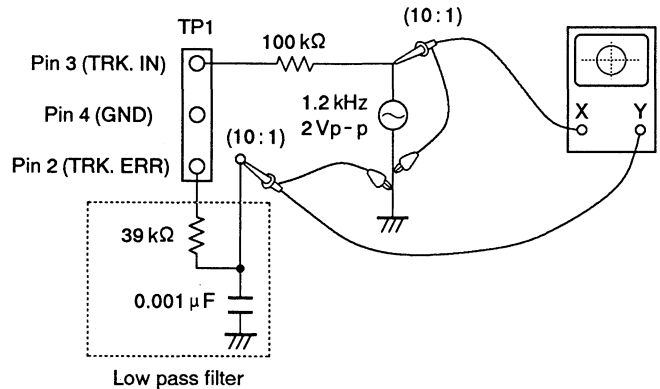 TP1
(10 : 1)
100 kΩ
Pin 3 (TRK. IN)
Pin 4 (GND)
1.2 kHz
2 Vp - p
X
Y
(10 : 1)
Pin 2 (TRK. ERR)
39 kΩ
0.001 μF
Low pass filter